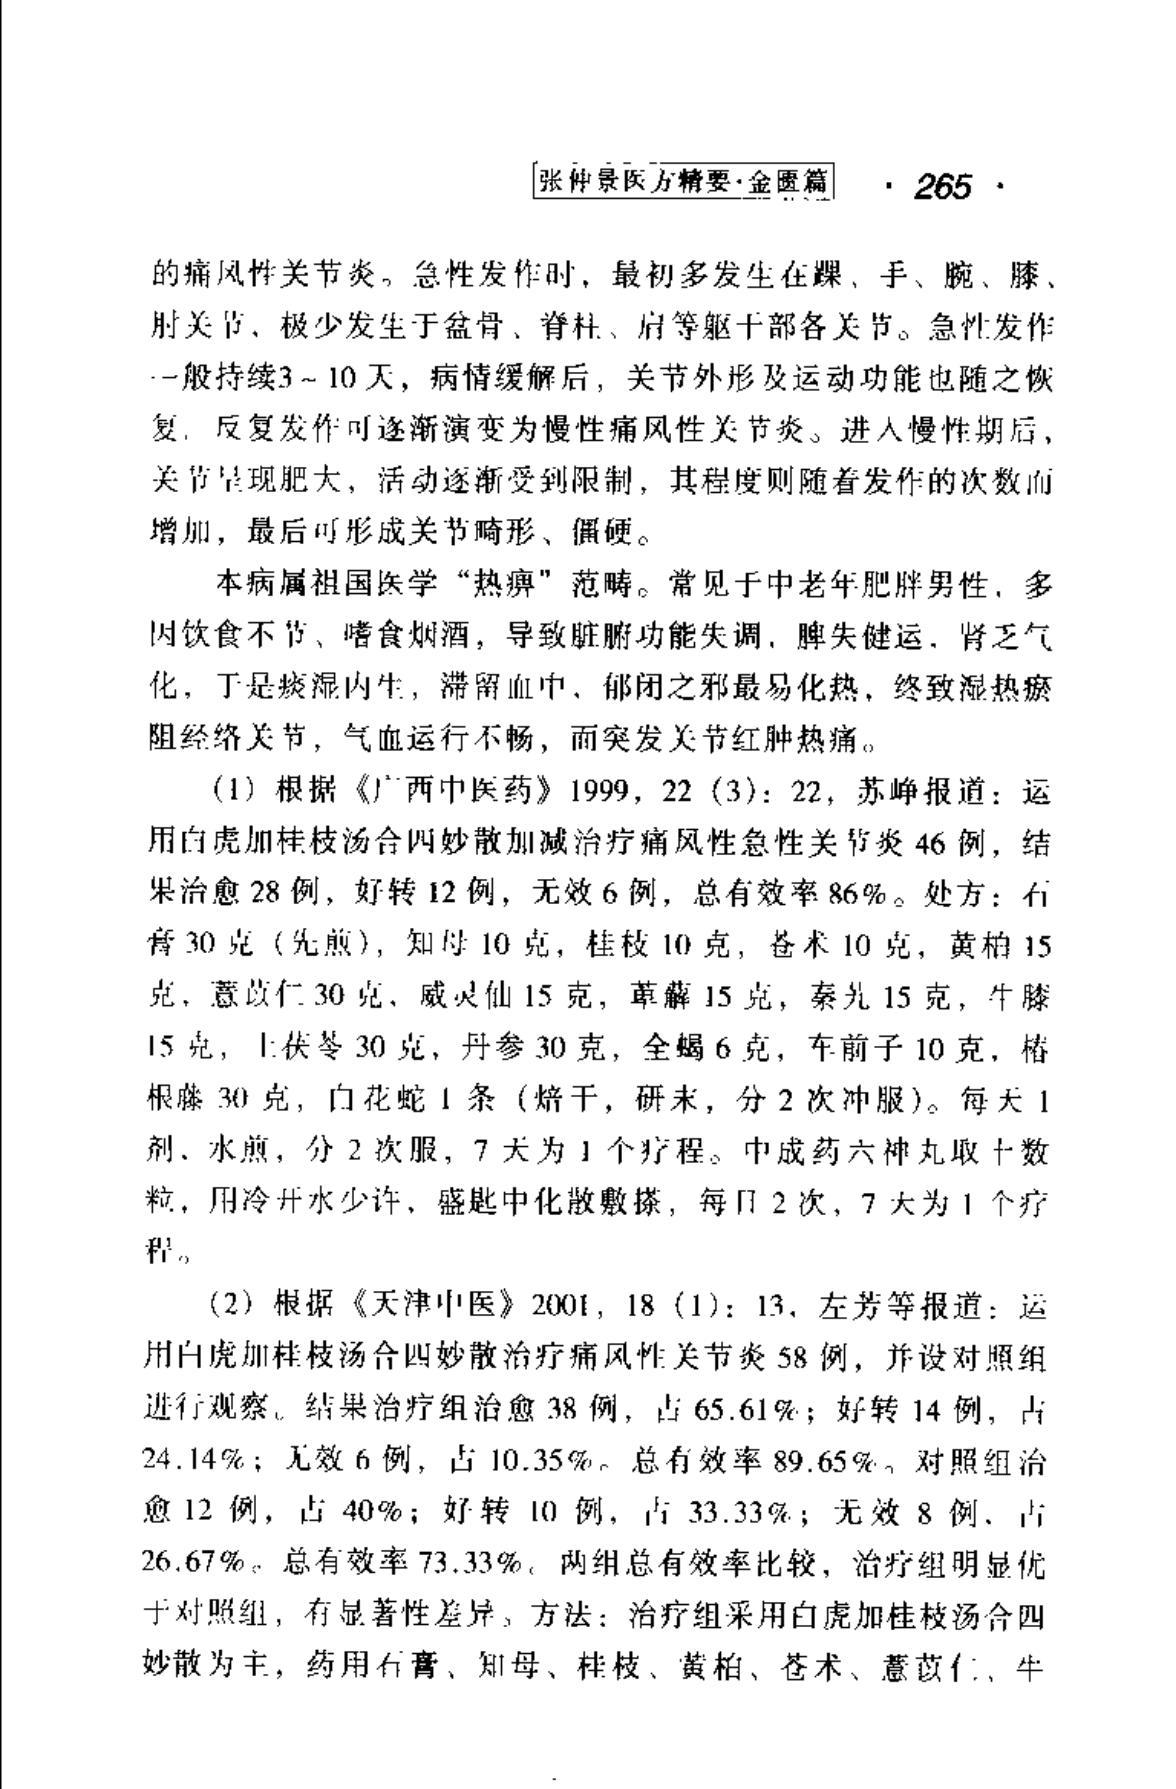 张仲景医方精要·金匮篇 · 265 ·
的痛风性关节炎。急性发作时，最初多发生在踝、手、腕、膝、
肘关节，极少发生于盆骨、脊柱、肩等躯干部各关节。急性发作
一般持续3~10天，病情缓解后，关节外形及运动功能也随之恢
复，反复发作可逐渐演变为慢性痛风性关节炎。进入慢性期后，
关节呈现肥大，活动逐渐受到限制，其程度则随着发作的次数而
增加，最后可形成关节畸形、僵硬。
本病属祖国医学“热痹”范畴。常见于中老年肥胖男性，多
因饮食不节、嗜食烟酒，导致脏腑功能失调，脾失健运，肾乏气
化，于是痰湿内生，滞留血中，郁闭之邪最易化热，终致湿热瘀
阻经络关节，气血运行不畅，而突发关节红肿热痛。
（1）根据《广西中医药》1999，22（3）：22，苏峥报道：运
用白虎加桂枝汤合四妙散加减治疗痛风性急性关节炎46例，结
果治愈28例，好转12例，无效6例，总有效率86%。处方：石
膏30克（先煎），知母10克，桂枝10克，苍术10克，黄柏15
克，薏苡仁30克，威灵仙15克，萆薢15克，秦艽15克，牛膝
15克，土茯苓30克，丹参30克，全蝎6克，车前子10克，椿
根藤30克，白花蛇1条（焙干，研末，分2次冲服）。每天1
剂，水煎，分2次服，7天为1个疗程。中成药六神丸取十数
粒，用冷开水少许，盛匙中化散敷搽，每日2次，7天为1个疗
程。
（2）根据《天津中医》2001，18（1）：13，左芳等报道：运
用白虎加桂枝汤合四妙散治疗痛风性关节炎58例，并设对照组
进行观察。结果治疗组治愈38例，占65.61%；好转14例，占
24.14%；无效6例，占10.35%。总有效率89.65%。对照组治
愈12例，占40%；好转10例，占33.33%；无效8例，占
26.67%。总有效率73.33%。两组总有效率比较，治疗组明显优
于对照组，有显著性差异。方法：治疗组采用白虎加桂枝汤合四
妙散为主，药用石膏、知母、桂枝、黄柏、苍术、薏苡仁、牛